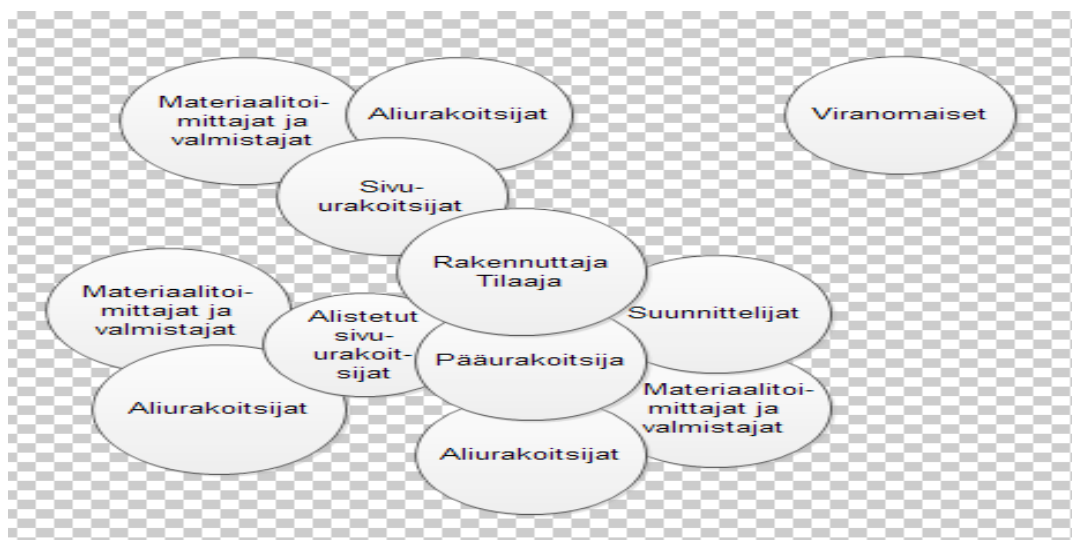 Materiaalitoi-
mittajat ja
valmistajat
Aliurakoitsijat
Viranomaiset
Sivu-
urakoitsijat
Rakennuttaja
Tilaaja
Materiaalitoi-
mittajat ja
valmistajat
Alistetut
sivu-
urakoit-
sijat
Suunnittelijat
Pääurakoitsija
Aliurakoitsijat
Materiaalitoi-
mittajat ja
valmistajat
Aliurakoitsijat